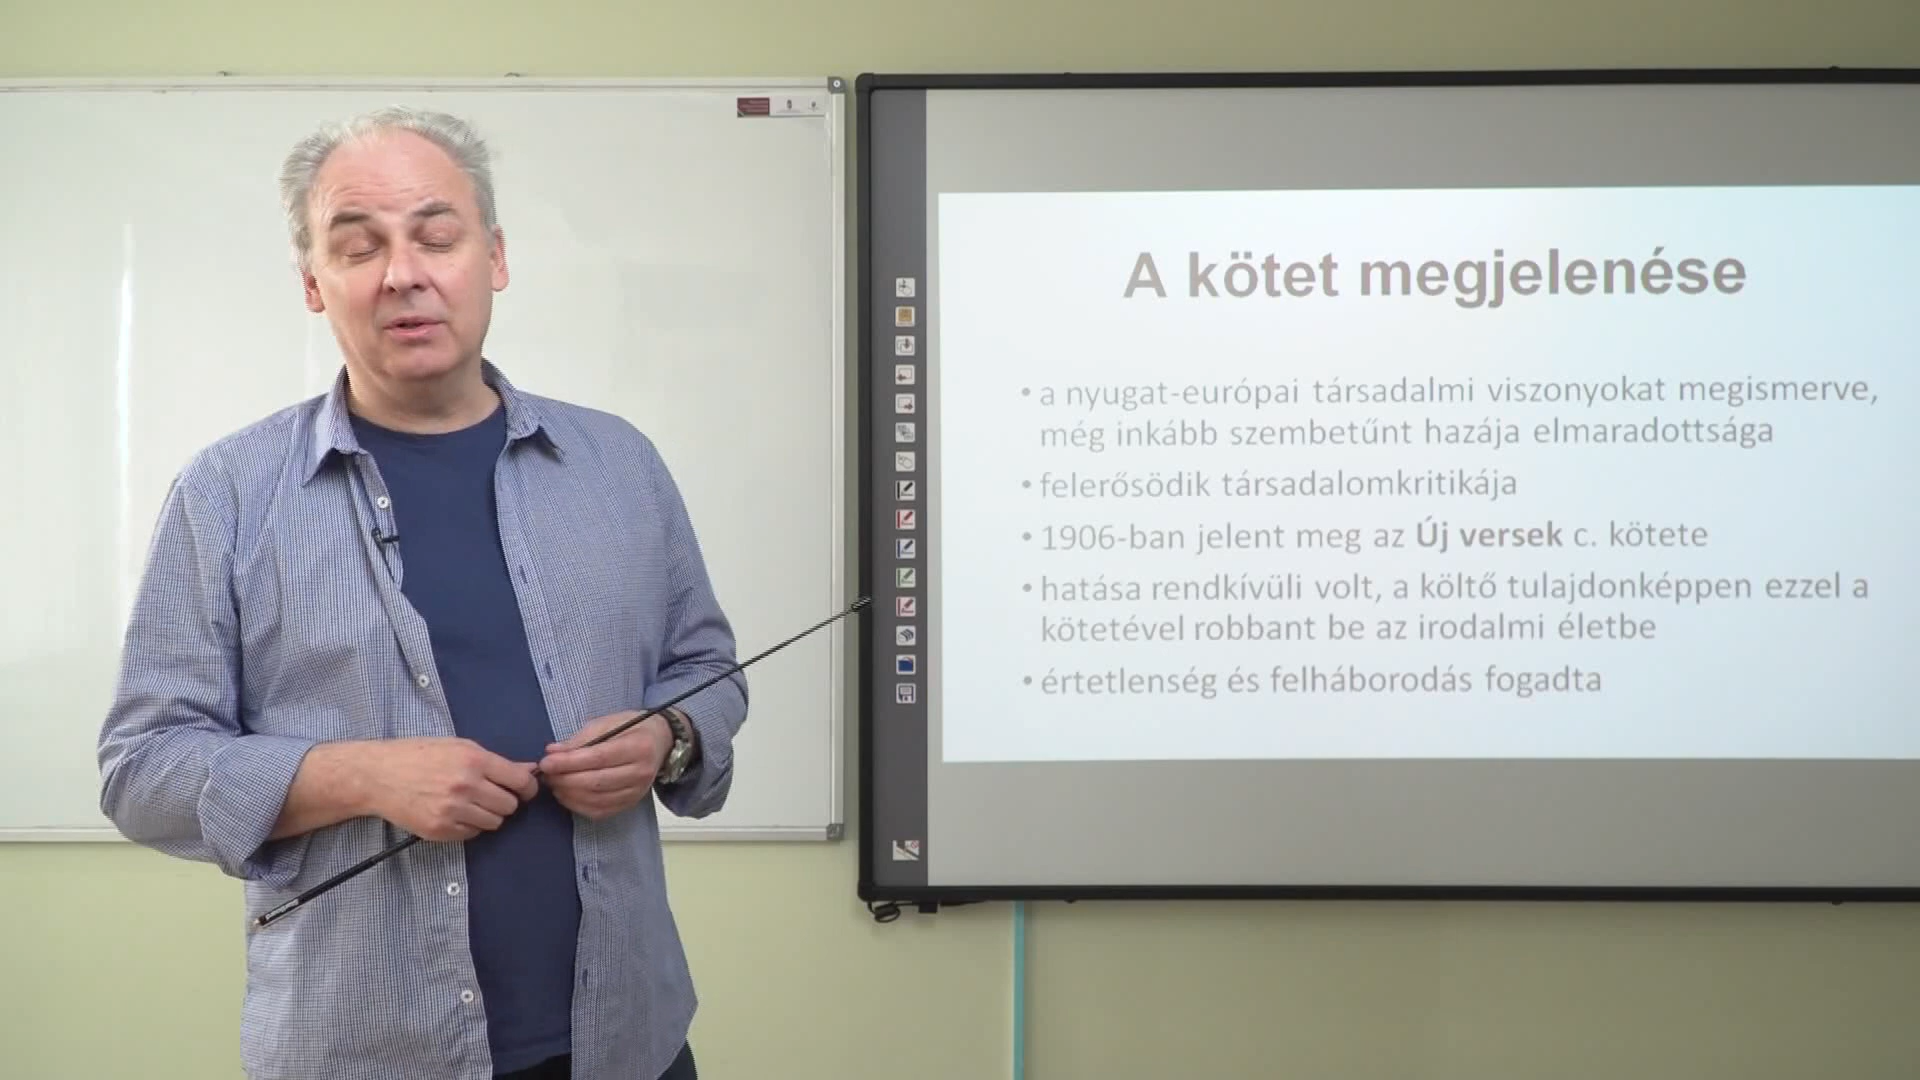 A kötet megjelenése
• a nyugat-európai társadalmi viszonyokat megismerve,
még inkább szembetűnt hazája elmaradottsága
• felerősödik társadalomkritikája
• 1906-ban jelent meg az Új versek c. kötete
• hatása rendkívüli volt, a költő tulajdonképpen ezzel a
kötetével robbant be az irodalmi életbe
• értetlenség és felháborodás fogadta